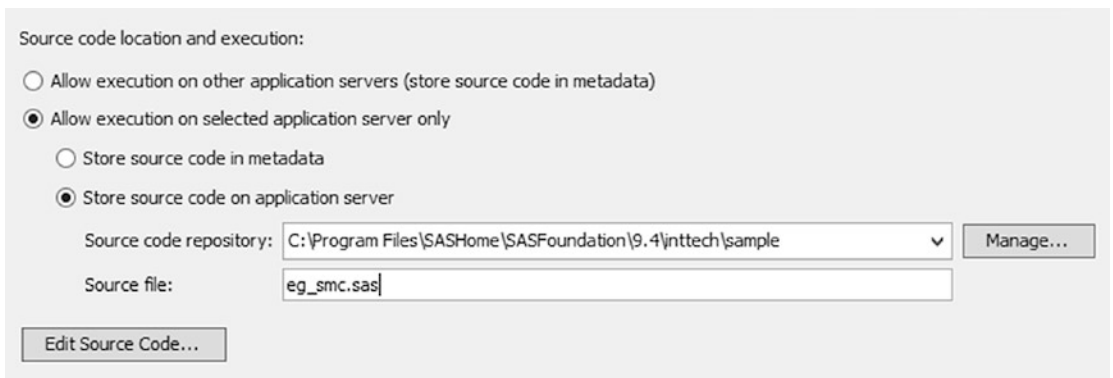 Source code location and execution:
Allow execution on other application servers (store source code in metadata)
Allow execution on selected application server only
Store source code in metadata
Store source code on application server
Source code repository: C:\Program Files\SASHome\SASFoundation\9.4\inttech\sample Manage...
Source file: eg_smc.sas
Edit Source Code...